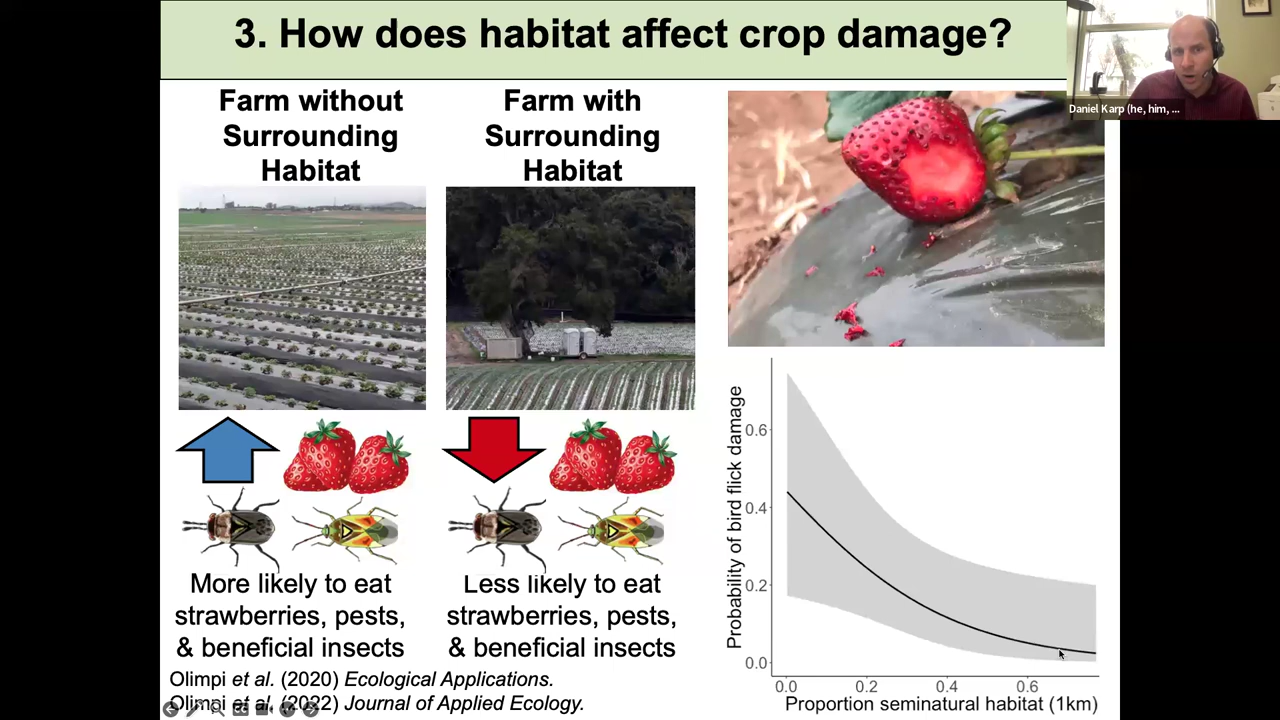 3. How does habitat affect crop damage?
Daniel Karp (he, him, ...
Farm without
Surrounding
Habitat
Farm with
Surrounding
Habitat
More likely to eat
strawberries, pests,
& beneficial insects
Less likely to eat
strawberries, pests,
& beneficial insects
Olimpi et al. (2020) Ecological Applications.
Olimpi et al. (2022) Journal of Applied Ecology.
Probability of bird flick damage
0.6
0.4
0.2
0.0
0.0 0.2 0.4 0.6
Proportion seminatural habitat (1km)